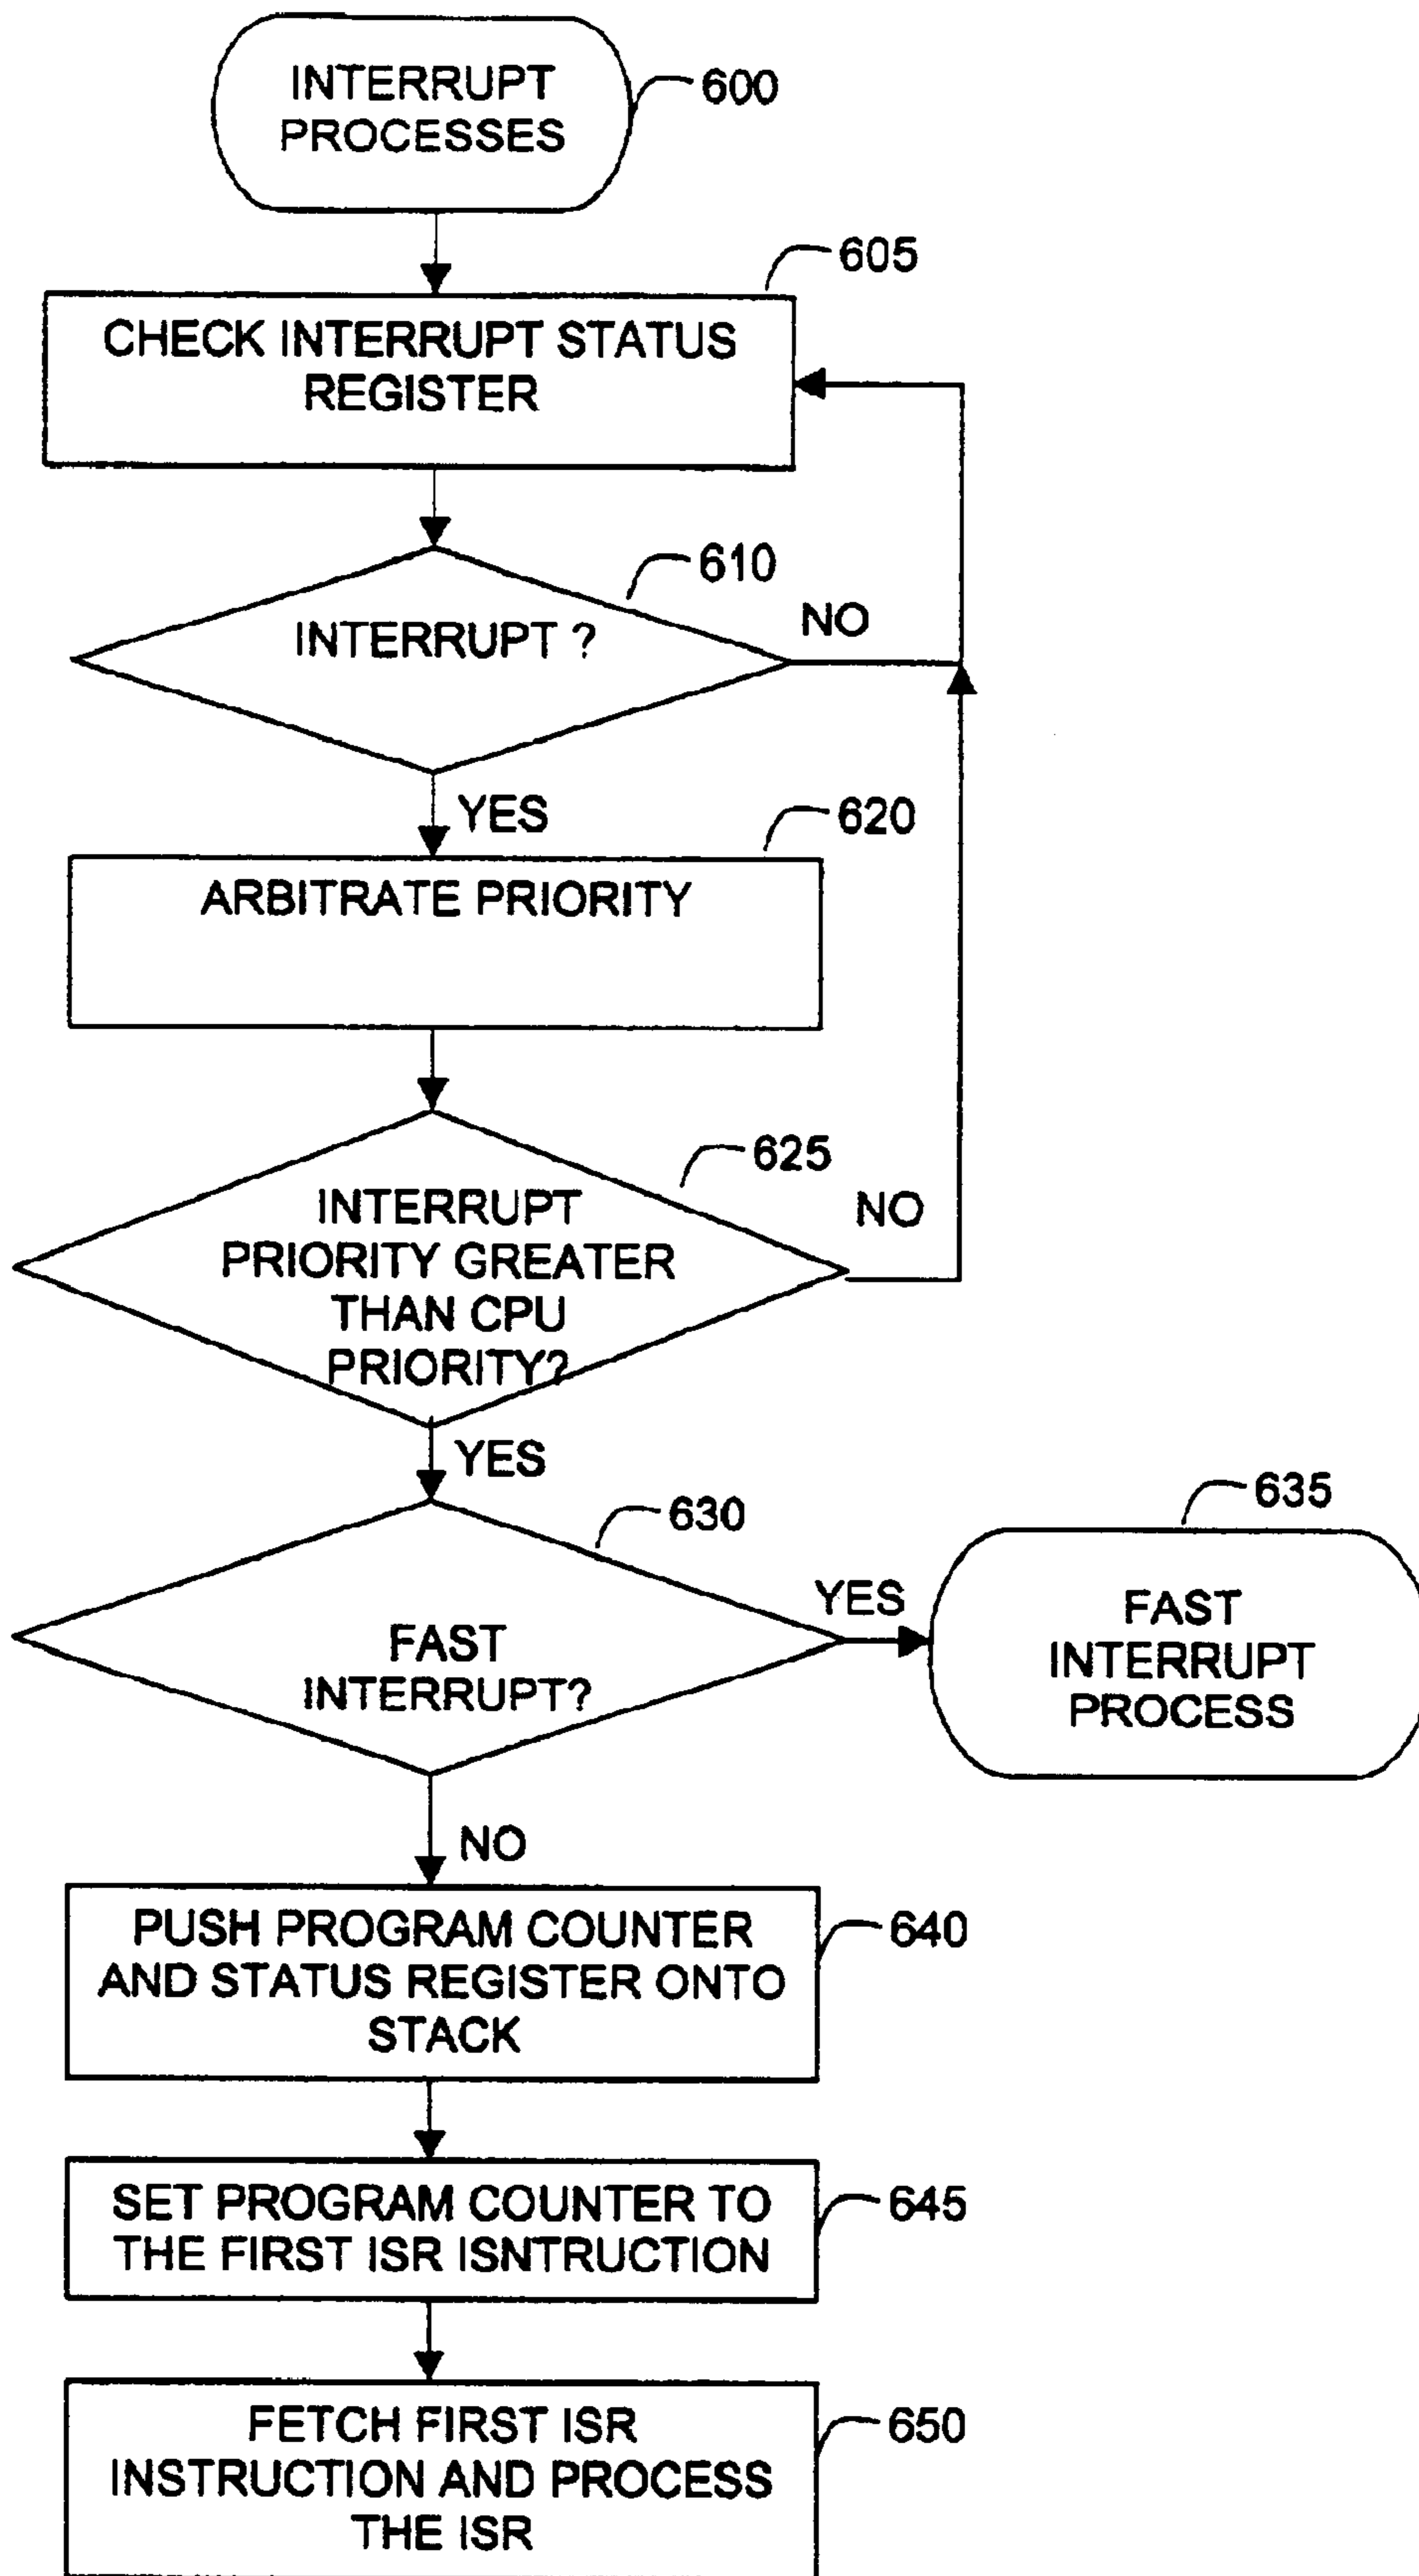 INTERRUPT
PROCESSES
600
605
CHECK INTERRUPT STATUS
REGISTER
610
INTERRUPT ?
NO
YES
620
ARBITRATE PRIORITY
625
INTERRUPT
PRIORITY GREATER
THAN CPU
PRIORITY?
NO
YES
630
FAST
INTERRUPT?
YES
635
FAST
INTERRUPT
PROCESS
NO
PUSH PROGRAM COUNTER
AND STATUS REGISTER ONTO
STACK
640
SET PROGRAM COUNTER TO
THE FIRST ISR ISNTRUCTION
645
FETCH FIRST ISR
INSTRUCTION AND PROCESS
THE ISR
650